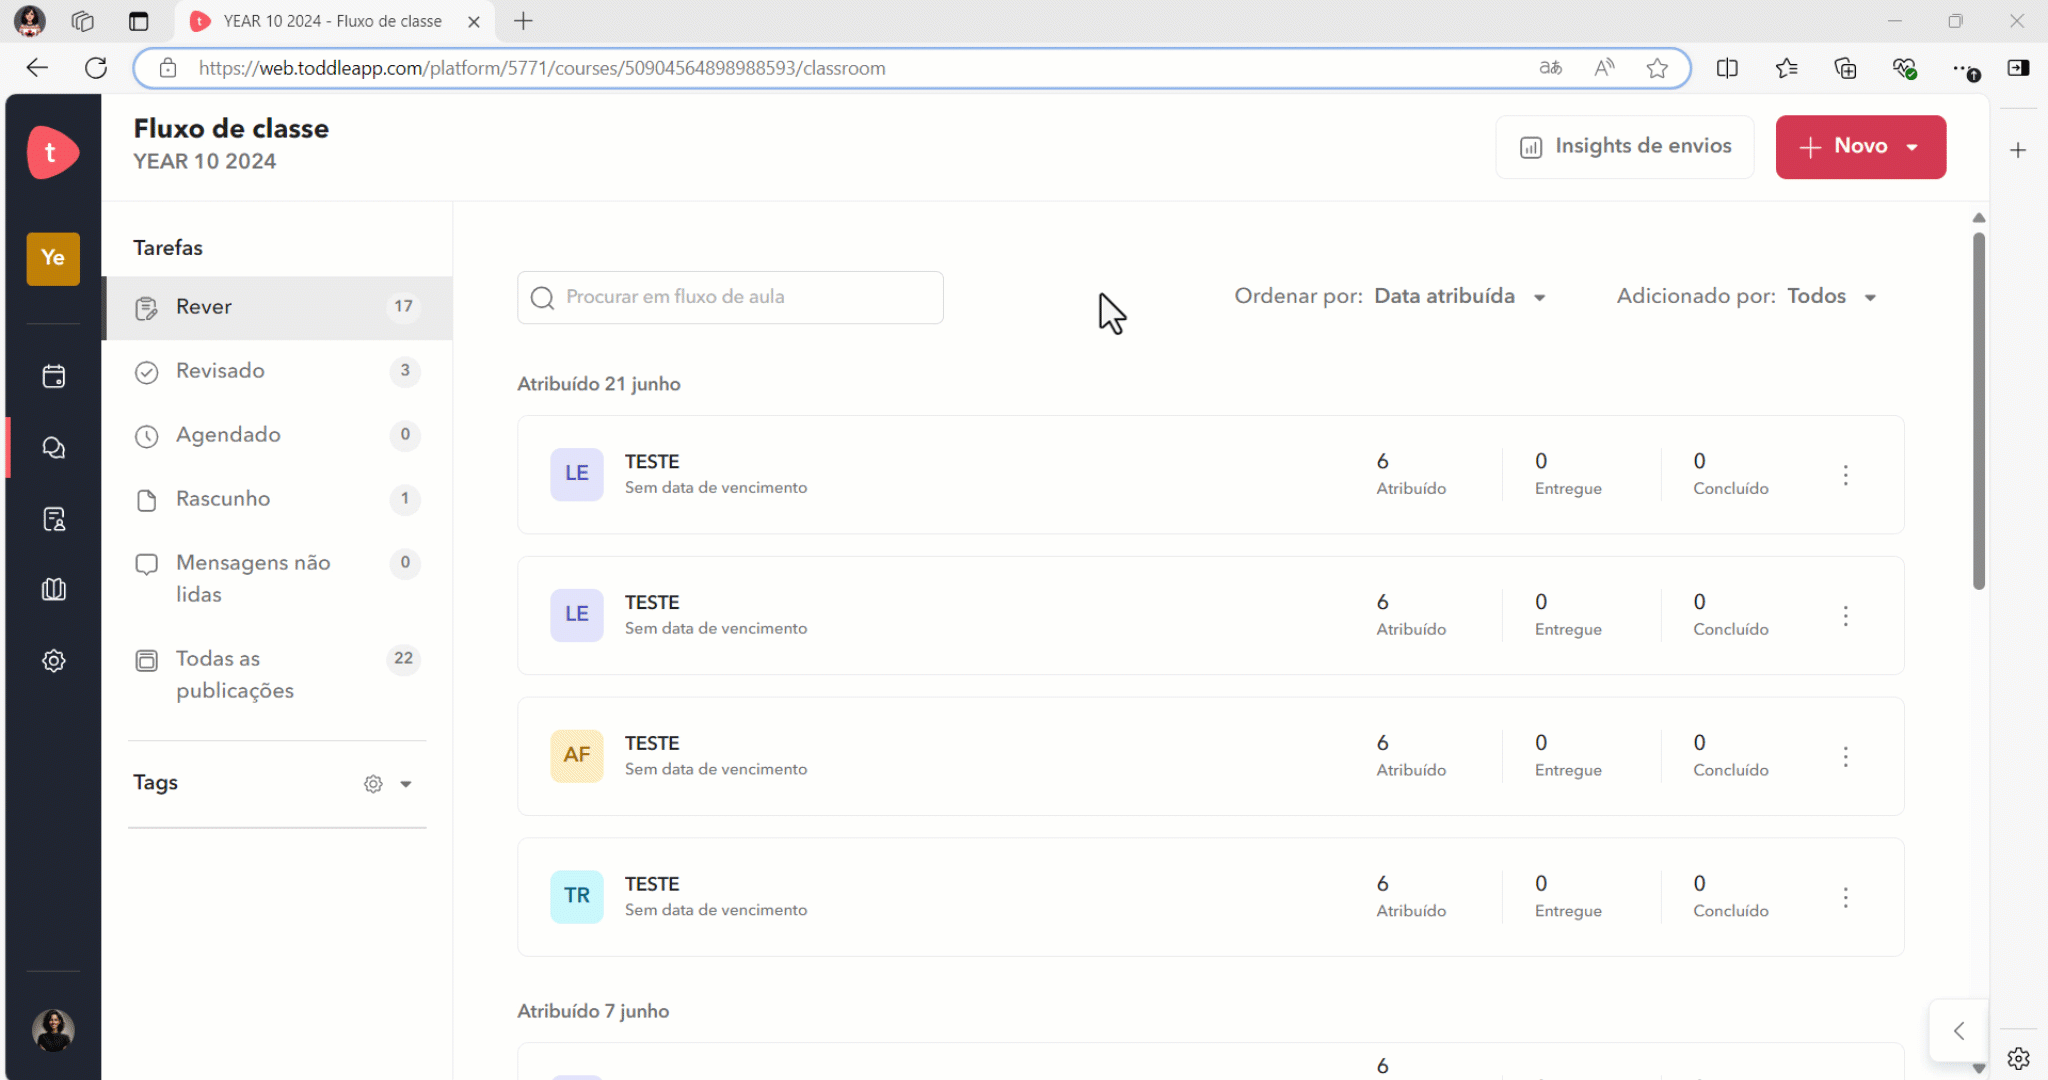 YEAR 10 2024 - Fluxo de classe
https://web.toddleapp.com/platform/5771/courses/50904564898988593/classroom
aあ
A
t
Fluxo de classe
YEAR 10 2024
Insights de envios
+ Novo
Ye
Tarefas
Rever 17
Revisado 3
Agendado 0
Rascunho 1
Mensagens não 0
lidas
Todas as 22
publicações
Tags
Procurar em fluxo de aula
Ordenar por: Data atribuída
Adicionado por: Todos
Atribuído 21 junho
LE
TESTE
Sem data de vencimento
6
Atribuído
0
Entregue
0
Concluído
LE
TESTE
Sem data de vencimento
6
Atribuído
0
Entregue
0
Concluído
AF
TESTE
Sem data de vencimento
6
Atribuído
0
Entregue
0
Concluído
TR
TESTE
Sem data de vencimento
6
Atribuído
0
Entregue
0
Concluído
Atribuído 7 junho
6